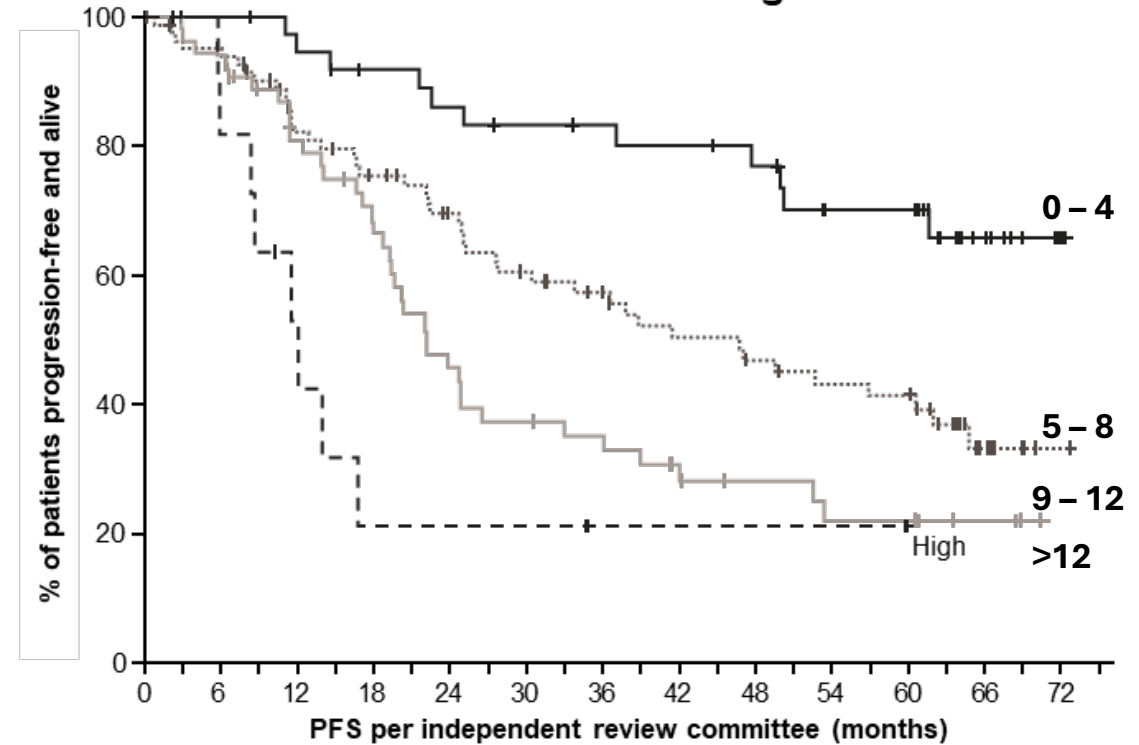 % of patients progression-free and alive
100
80
60
40
20
0
0 – 4
5 – 8
9 – 12
High
>12
0 6 12 18 24 30 36 42 48 54 60 66 72
PFS per independent review committee (months)